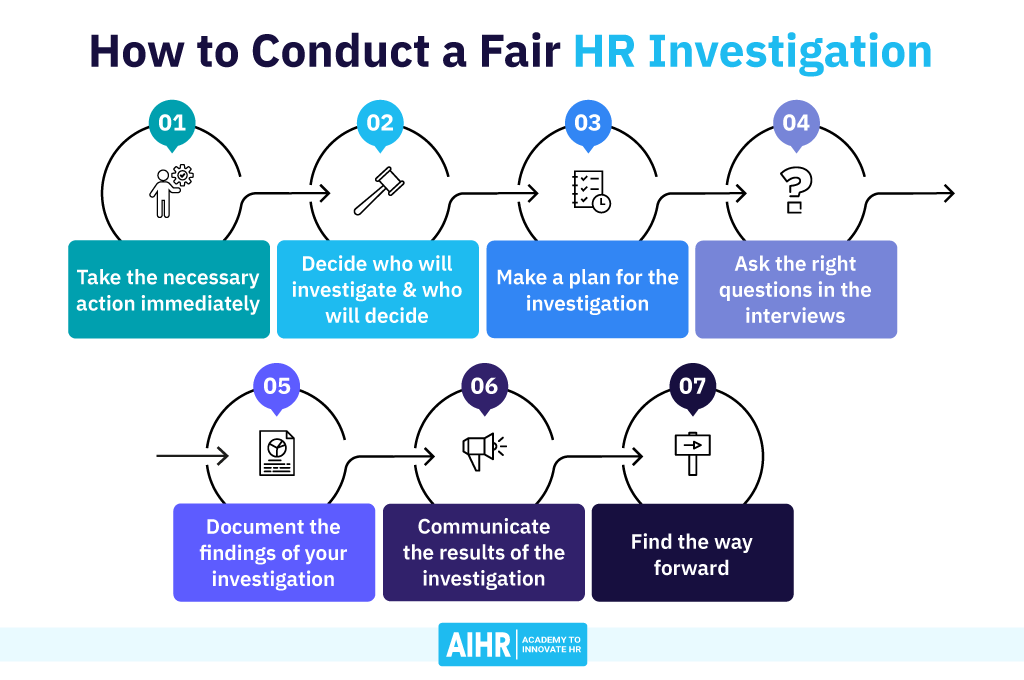 How to Conduct a Fair HR Investigation
01
02
03
04
Take the necessary
action immediately
Decide who will
investigate & who
will decide
Make a plan for the
investigation
Ask the right
questions in the
interviews
05
06
07
Document the
findings of your
investigation
Communicate
the results of the
investigation
Find the way
forward
AIHR
ACADEMY TO
INNOVATE HR